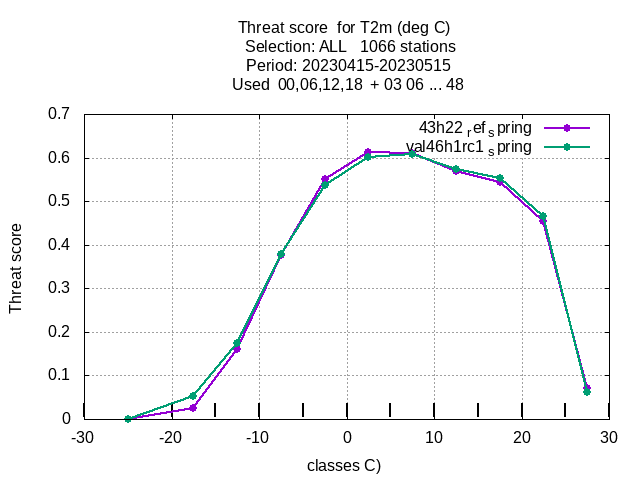 Threat score  for T2m (deg C)
Selection: ALL   1066 stations
Period: 20230415-20230515
Used  00,06,12,18  + 03 06 ... 48
43h22 ref spring
val46h1rc1 spring
0.7
0.6
0.5
0.4
0.3
0.2
0.1
0
Threat score
-30
-20
-10
0
10
20
30
classes C)